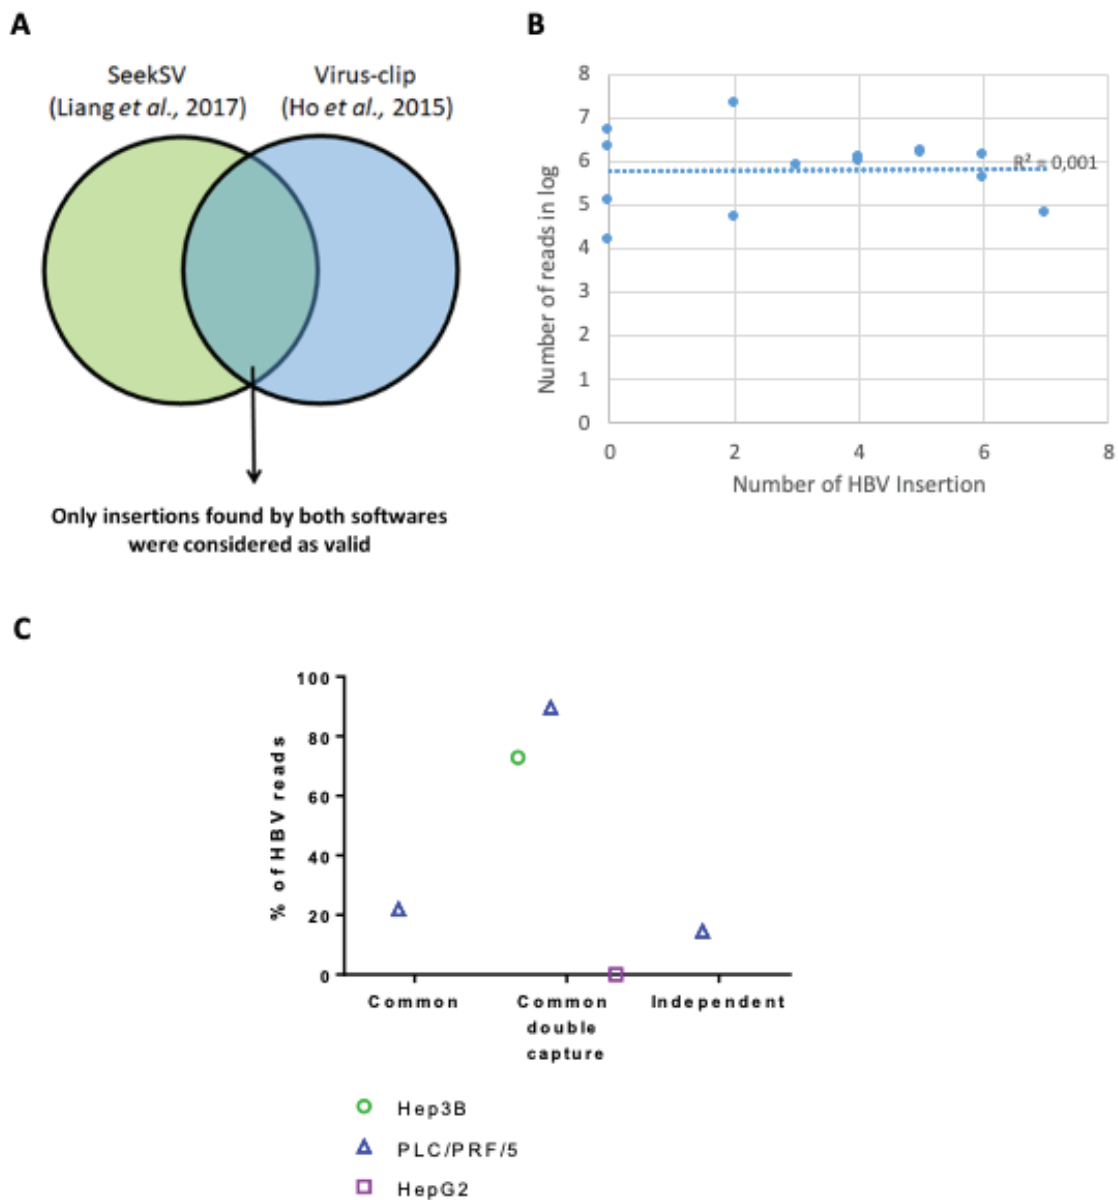 A
SeekSV
(Liang et al., 2017)
Virus-clip
(Ho et al., 2015)
Only insertions found by both softwares
were considered as valid
B
Number of reads in log
8
7
6
5
4
3
2
1
0
R² = 0,001
0 2 4 6 8
Number of HBV Insertion
C
% of HBV reads
100
80
60
40
20
0
Common
Common
double
capture
Independent
Hep3B
PLC/PRF/5
HepG2